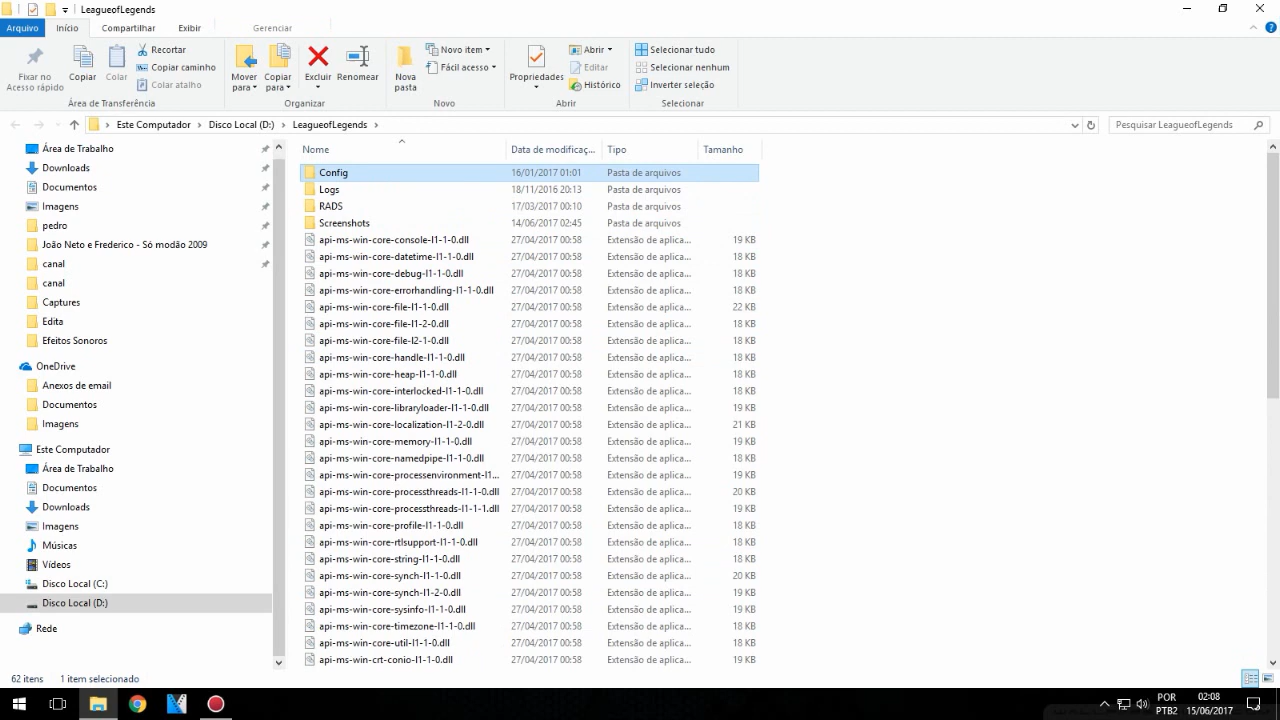 LeagueofLegends
Arquivo Início Compartilhar Exibir Gerenciar
Fixar no Acesso rápido
Copiar
Colar
Recortar
Copiar caminho
Colar atalho
Área de Transferência
Mover para
Copiar para
Excluir
Renomear
Organizar
Nova pasta
Novo item
Fácil acesso
Novo
Propriedades
Abrir
Editar
Histórico
Abrir
Selecionar tudo
Selecionar nenhum
Inverter seleção
Selecionar
Este Computador > Disco Local (D:) > LeagueofLegends >
Pesquisar LeagueofLegends
Área de Trabalho
Downloads
Documentos
Imagens
pedro
João Neto e Frederico - Só modão 2009
canal
canal
Captures
Edita
Efeitos Sonoros
OneDrive
Anexos de email
Documentos
Imagens
Este Computador
Área de Trabalho
Documentos
Downloads
Imagens
Músicas
Vídeos
Disco Local (C:)
Disco Local (D:)
Rede
Nome Data de modificaç... Tipo Tamanho
Config 16/01/2017 01:01 Pasta de arquivos
Logs 18/11/2016 20:13 Pasta de arquivos
RADS 17/03/2017 00:10 Pasta de arquivos
Screenshots 14/06/2017 02:45 Pasta de arquivos
api-ms-win-core-console-l1-1-0.dll 27/04/2017 00:58 Extensão de aplica... 19 KB
api-ms-win-core-datetime-l1-1-0.dll 27/04/2017 00:58 Extensão de aplica... 18 KB
api-ms-win-core-debug-l1-1-0.dll 27/04/2017 00:58 Extensão de aplica... 18 KB
api-ms-win-core-errorhandling-l1-1-0.dll 27/04/2017 00:58 Extensão de aplica... 18 KB
api-ms-win-core-file-l1-1-0.dll 27/04/2017 00:58 Extensão de aplica... 22 KB
api-ms-win-core-file-l1-2-0.dll 27/04/2017 00:58 Extensão de aplica... 18 KB
api-ms-win-core-file-l2-1-0.dll 27/04/2017 00:58 Extensão de aplica... 18 KB
api-ms-win-core-handle-l1-1-0.dll 27/04/2017 00:58 Extensão de aplica... 18 KB
api-ms-win-core-heap-l1-1-0.dll 27/04/2017 00:58 Extensão de aplica... 18 KB
api-ms-win-core-interlocked-l1-1-0.dll 27/04/2017 00:58 Extensão de aplica... 18 KB
api-ms-win-core-libraryloader-l1-1-0.dll 27/04/2017 00:58 Extensão de aplica... 19 KB
api-ms-win-core-localization-l1-2-0.dll 27/04/2017 00:58 Extensão de aplica... 21 KB
api-ms-win-core-memory-l1-1-0.dll 27/04/2017 00:58 Extensão de aplica... 19 KB
api-ms-win-core-namedpipe-l1-1-0.dll 27/04/2017 00:58 Extensão de aplica... 18 KB
api-ms-win-core-processenvironment-l1... 27/04/2017 00:58 Extensão de aplica... 19 KB
api-ms-win-core-processthreads-l1-1-0.dll 27/04/2017 00:58 Extensão de aplica... 20 KB
api-ms-win-core-processthreads-l1-1-1.dll 27/04/2017 00:58 Extensão de aplica... 19 KB
api-ms-win-core-profile-l1-1-0.dll 27/04/2017 00:58 Extensão de aplica... 18 KB
api-ms-win-core-rtlsupport-l1-1-0.dll 27/04/2017 00:58 Extensão de aplica... 18 KB
api-ms-win-core-string-l1-1-0.dll 27/04/2017 00:58 Extensão de aplica... 18 KB
api-ms-win-core-synch-l1-1-0.dll 27/04/2017 00:58 Extensão de aplica... 20 KB
api-ms-win-core-synch-l1-2-0.dll 27/04/2017 00:58 Extensão de aplica... 19 KB
api-ms-win-core-sysinfo-l1-1-0.dll 27/04/2017 00:58 Extensão de aplica... 19 KB
api-ms-win-core-timezone-l1-1-0.dll 27/04/2017 00:58 Extensão de aplica... 18 KB
api-ms-win-core-util-l1-1-0.dll 27/04/2017 00:58 Extensão de aplica... 18 KB
api-ms-win-crt-conio-l1-1-0.dll 27/04/2017 00:58 Extensão de aplica... 19 KB
62 itens 1 item selecionado
POR
PTB2
02:08
15/06/2017